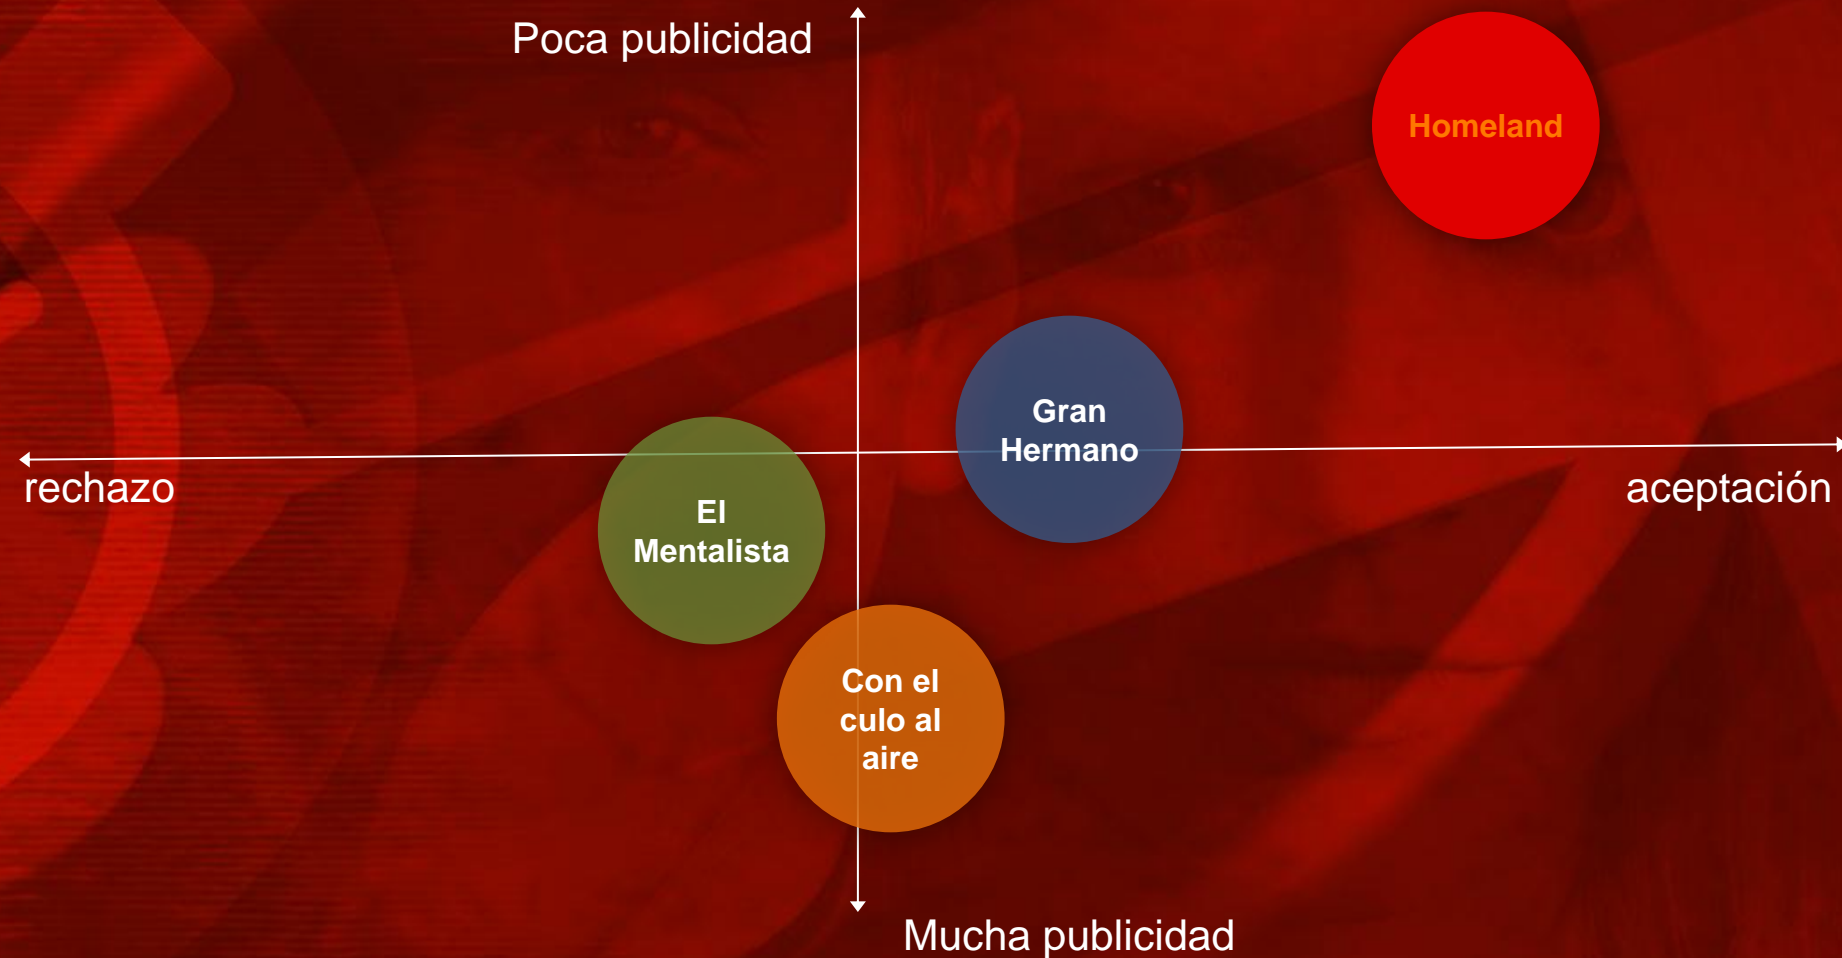 Poca publicidad
Homeland
Gran
Hermano
rechazo
aceptación
El
Mentalista
Con el
culo al
aire
Mucha publicidad